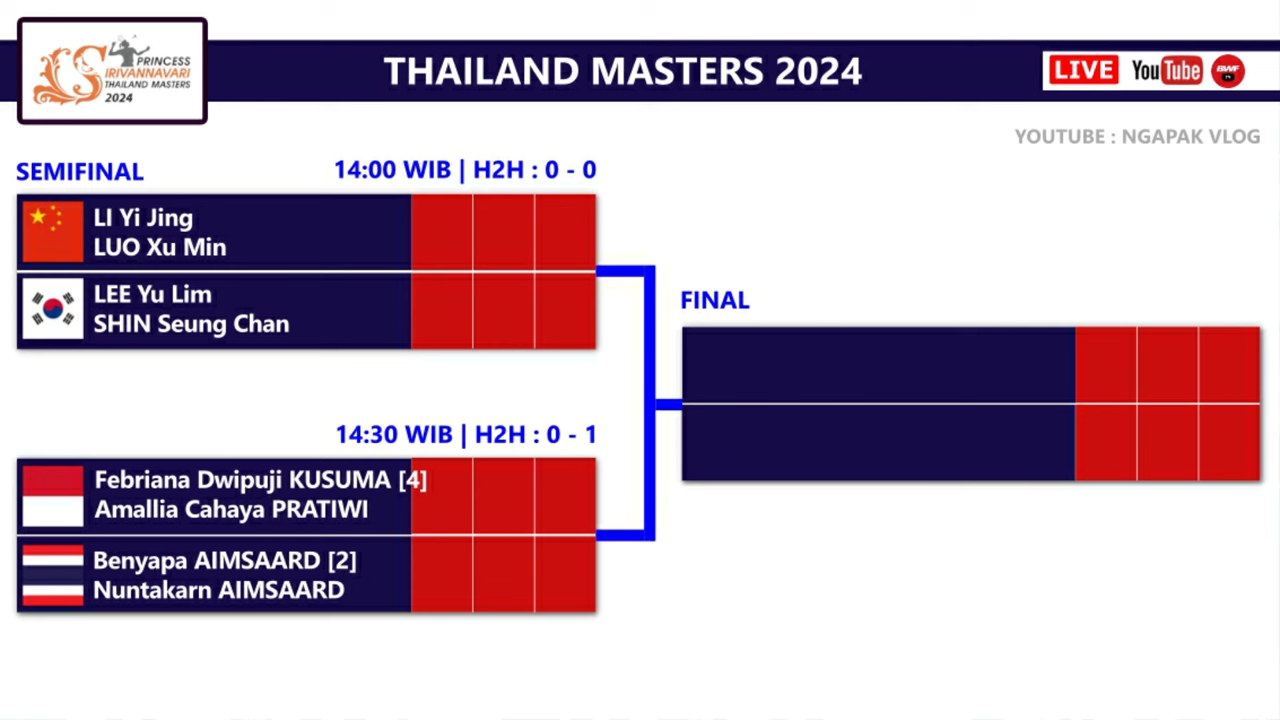 PRINCESS
SIRIVANNAVARI
THAILAND MASTERS
2024
THAILAND MASTERS 2024
LIVE
YouTube
BWF
YOUTUBE : NGAPAK VLOG
SEMIFINAL
14:00 WIB | H2H : 0 - 0
LI Yi Jing
LUO Xu Min
LEE Yu Lim
SHIN Seung Chan
FINAL
14:30 WIB | H2H : 0 - 1
Febriana Dwipuji KUSUMA [4]
Amallia Cahaya PRATIWI
Benyapa AIMSAARD [2]
Nuntakarn AIMSAARD